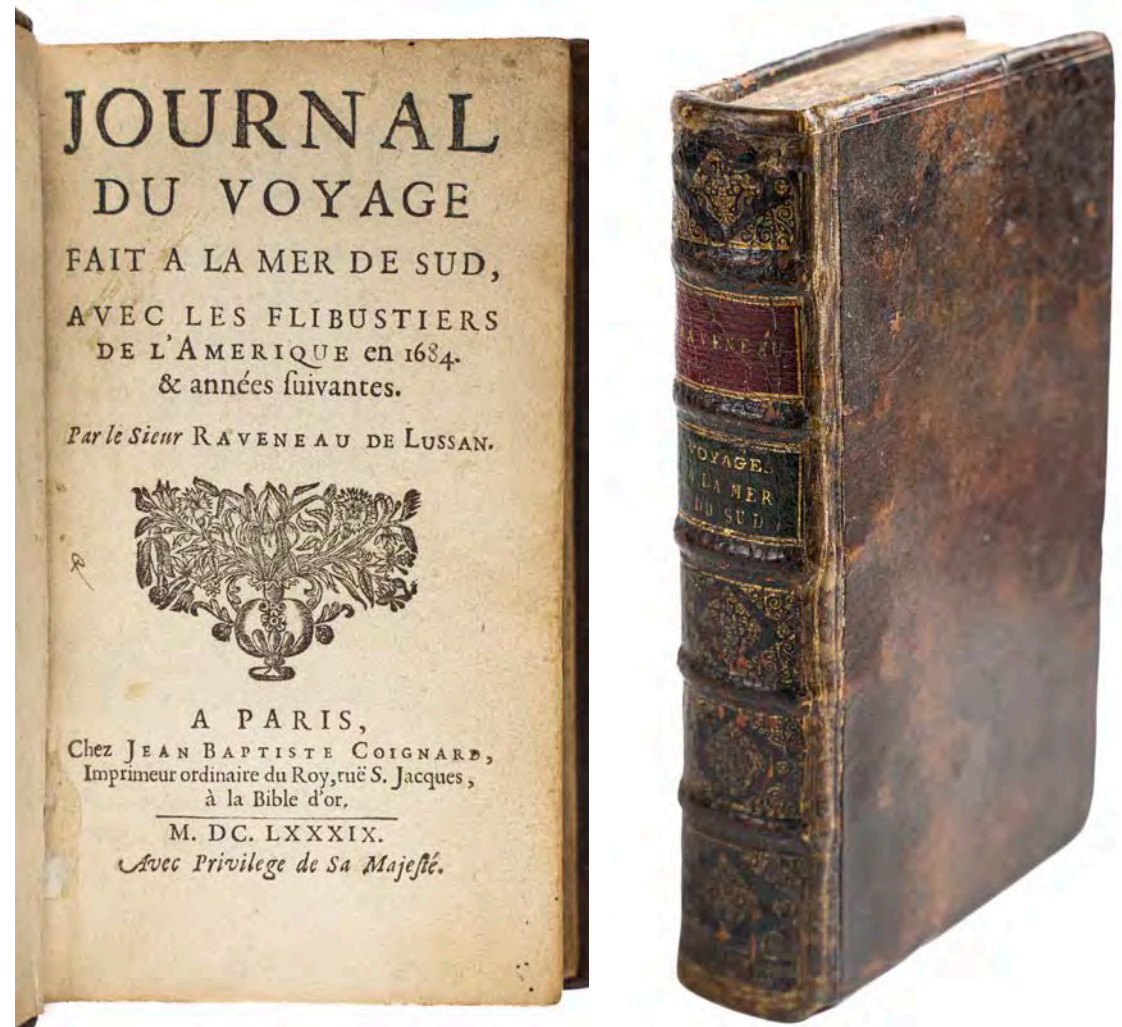 JOURNAL
DU VOYAGE
FAIT A LA MER DE SUD,
AVEC LES FLIBUSTIERS
DE L'AMERIQUE en 1684.
& années ſuivantes.
Par le Sieur RAVENEAU DE LUSSAN.
A PARIS,
Chez JEAN BAPTISTE COIGNARD,
Imprimeur ordinaire du Roy, ruë S. Jacques,
à la Bible d'or.
M. DC. LXXXIX.
Avec Privilege de Sa Majeſté.
RAVENEAU
VOYAGE.
A LA MER
DU SUD